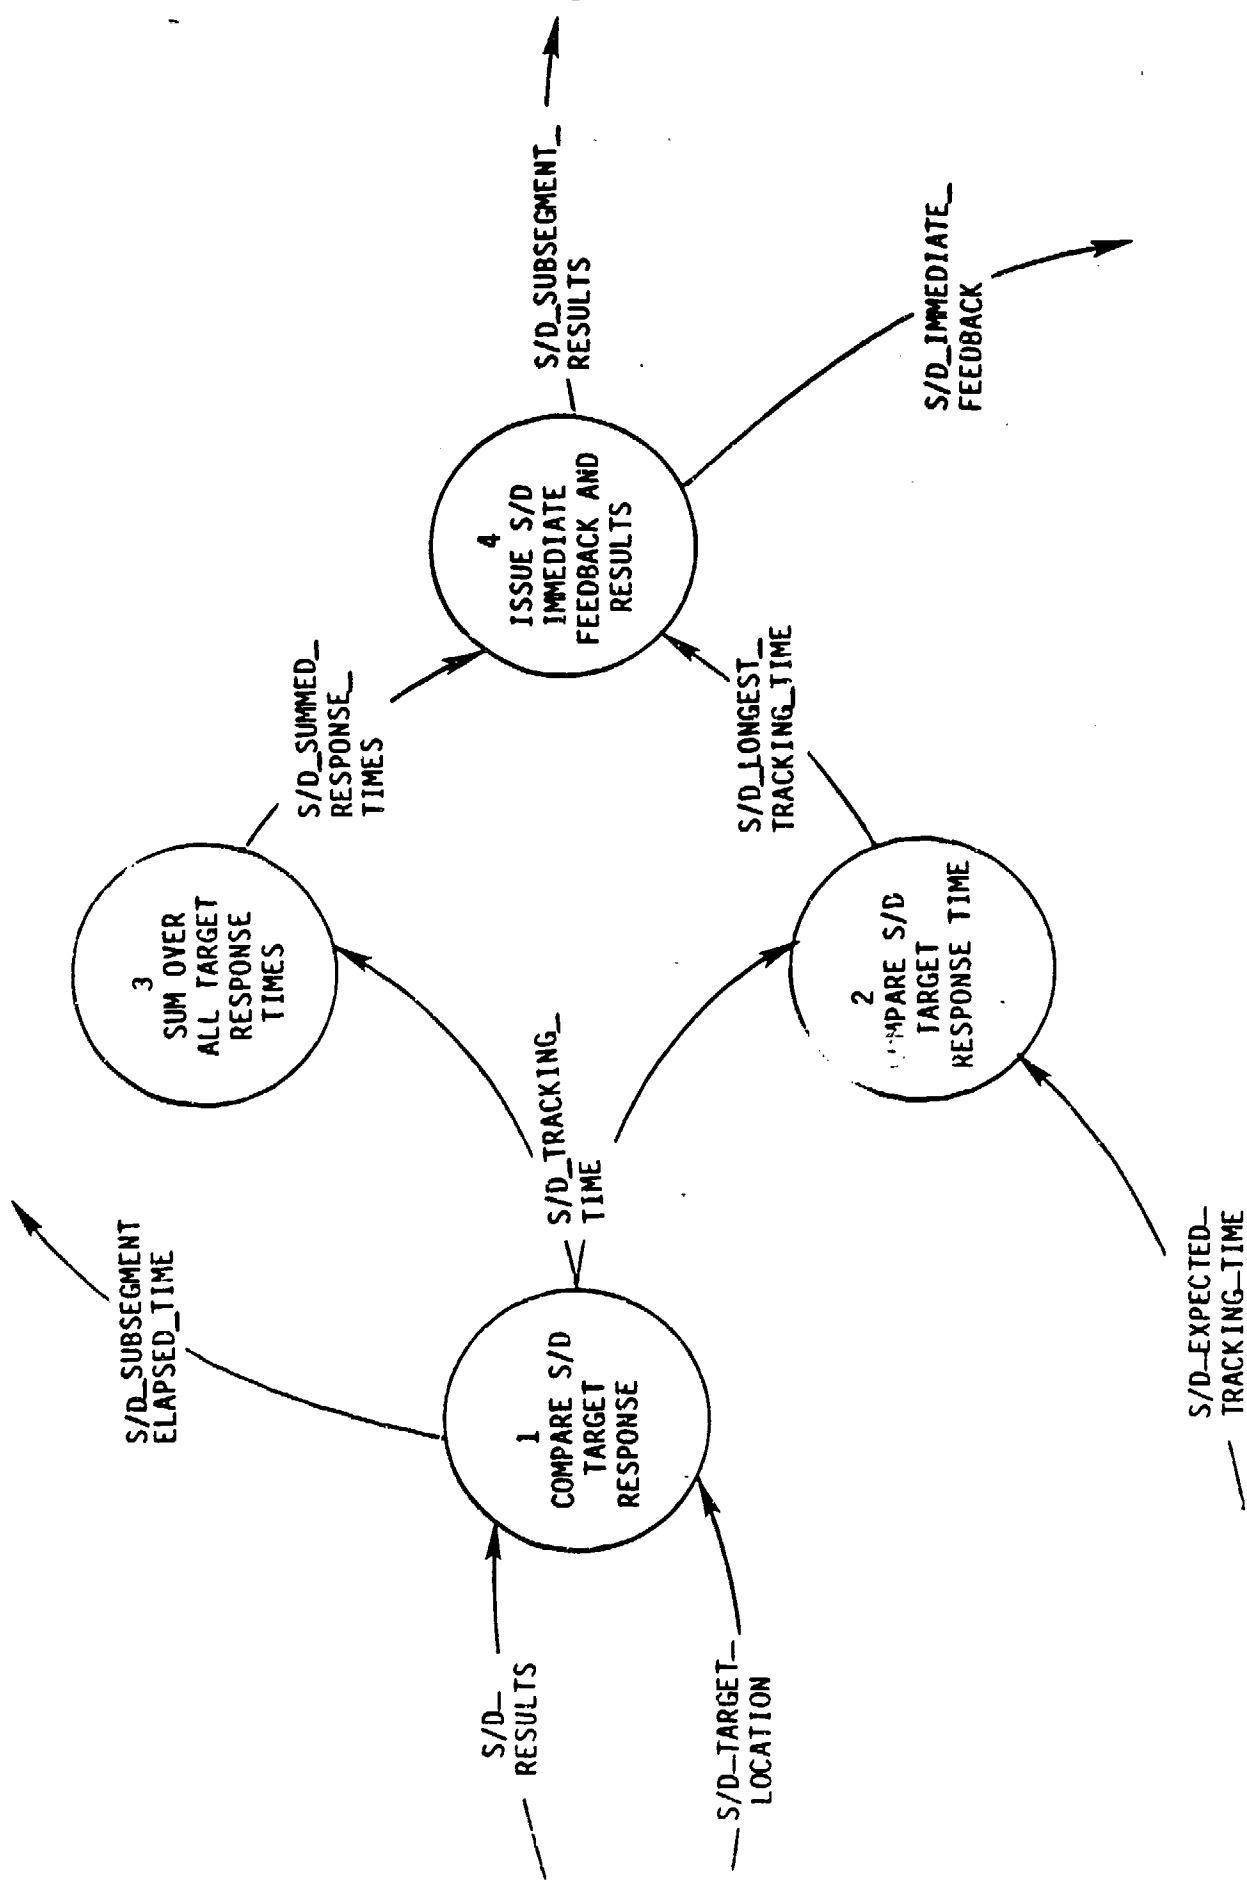 S/D_SUBSEGMENT
ELAPSED_TIME
S/D_
RESULTS
S/D_TARGET_
LOCATION
1
COMPARE S/D
TARGET
RESPONSE
S/D_TRACKING_
TIME
S/D_EXPECTED_
TRACKING_TIME
3
SUM OVER
ALL TARGET
RESPONSE
TIMES
2
TARGET
RESPONSE TIME
S/D_SUMMED_
RESPONSE_
TIMES
S/D_LONGEST_
TRACKING_TIME
4
ISSUE S/D
IMMEDIATE
FEEDBACK AND
RESULTS
S/D_SUBSEGMENT_
RESULTS
S/D_IMMEDIATE_
FEEDBACK